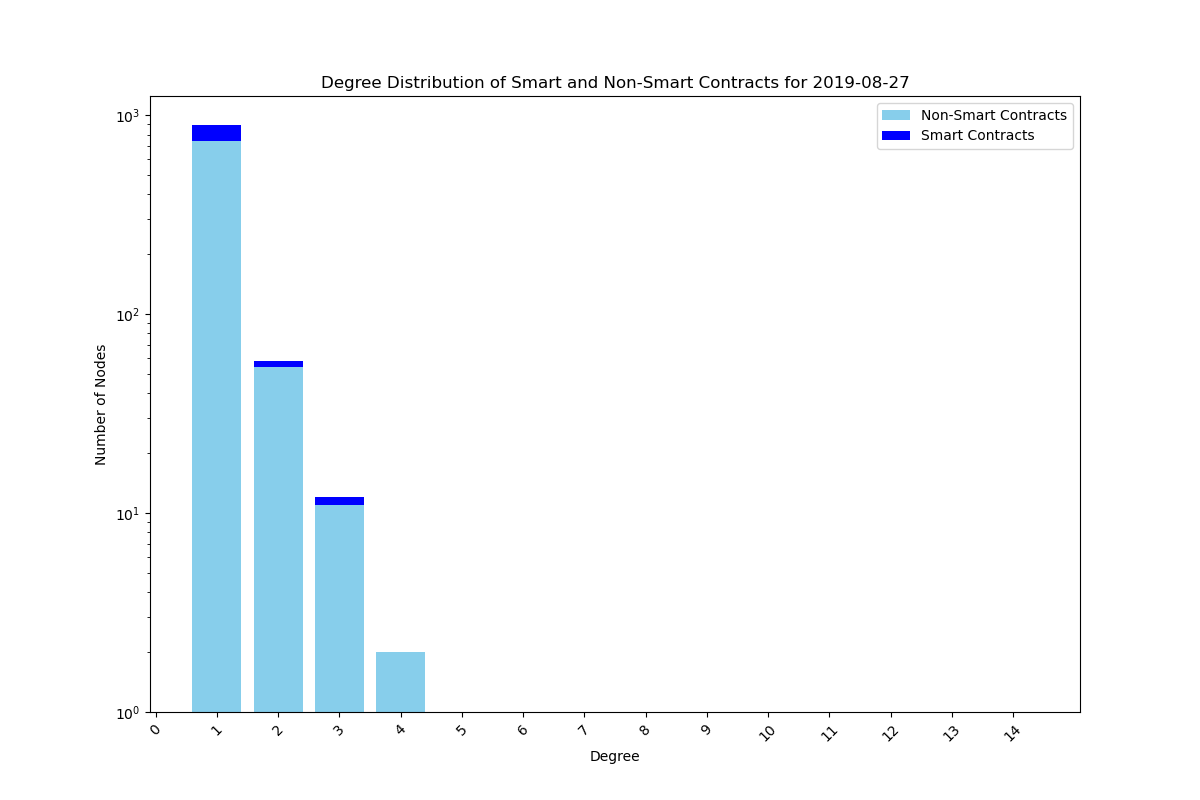 Degree Distribution of Smart and Non-Smart Contracts for 2019-08-27
Non-Smart Contracts
Smart Contracts
10³
10²
10¹
10⁰
Number of Nodes
0 1 2 3 4 5 6 7 8 9 10 11 12 13 14
Degree